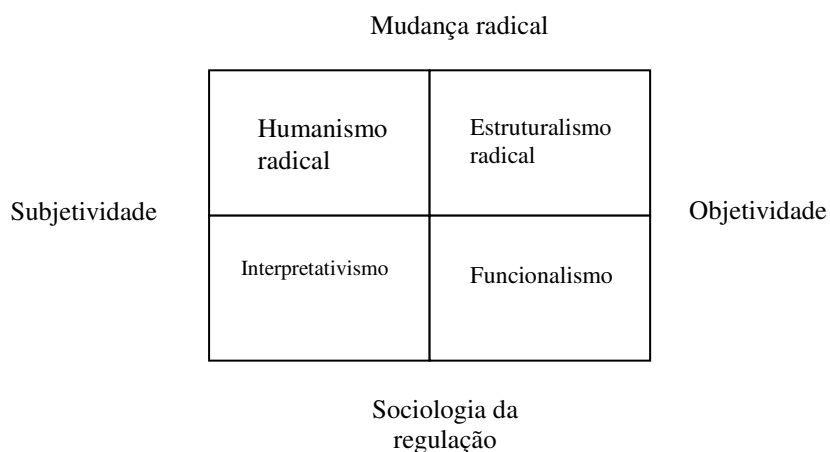 Mudança radical
Humanismo
radical
Estruturalismo
radical
Subjetividade
Objetividade
Interpretativismo
Funcionalismo
Sociologia da
regulação